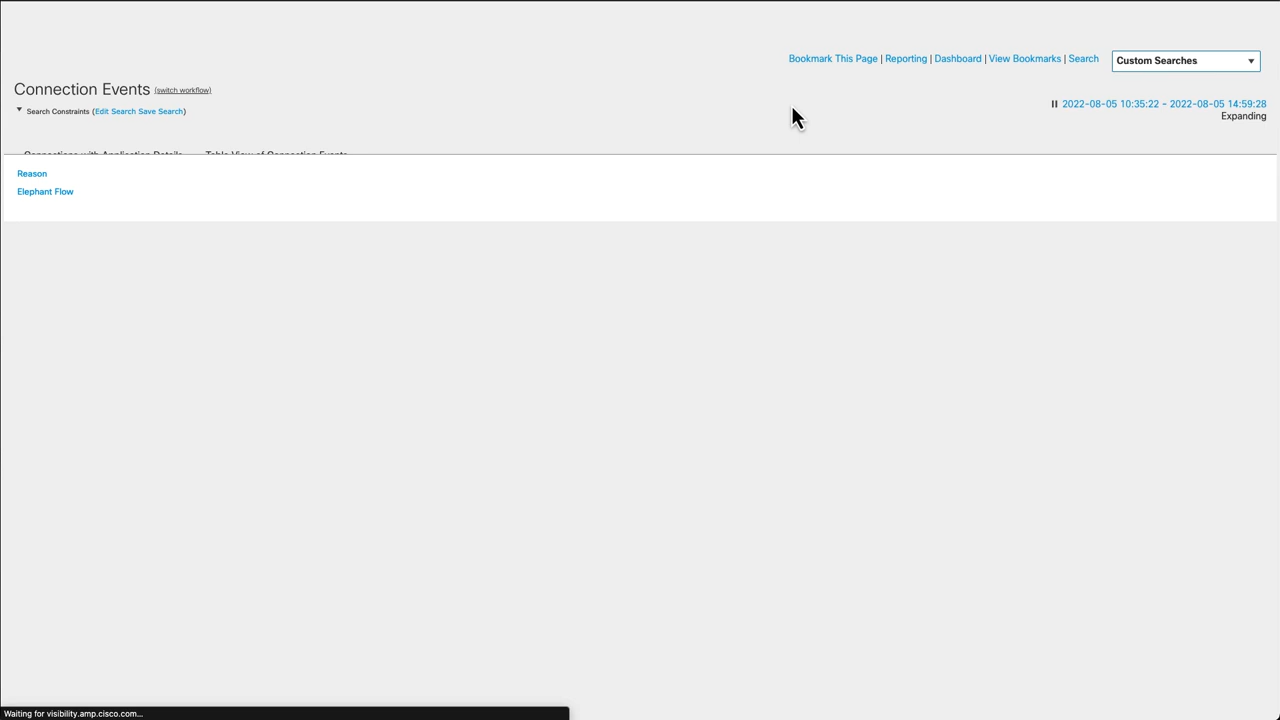 Bookmark This Page | Reporting | Dashboard | View Bookmarks | Search
Custom Searches
Connection Events (switch workflow)
2022-08-05 10:35:22 - 2022-08-05 14:59:28
Search Constraints (Edit Search Save Search)
Expanding
Connections with Application Details
Table View of Connection Events
Reason
Elephant Flow
Waiting for visibility.amp.cisco.com...